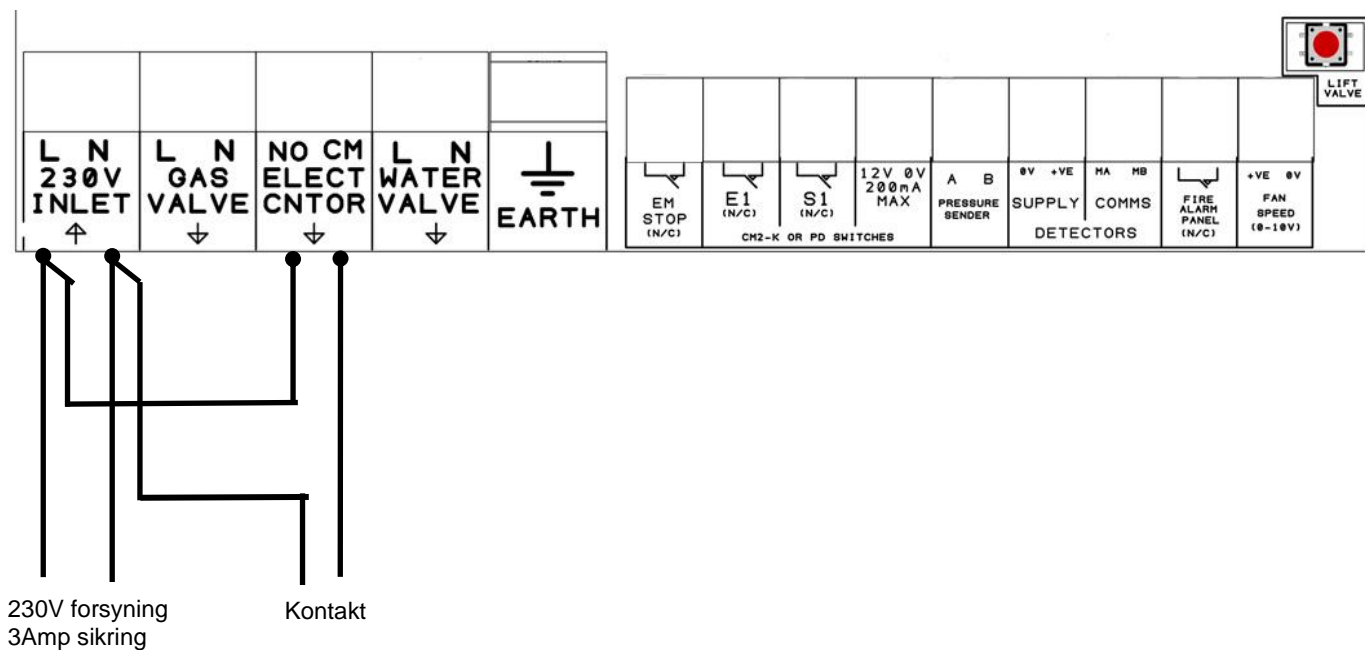 LIFT
VALVE
L N
230V
INLET
L N
GAS
VALVE
NO CM
ELECT
CNTOR
L N
WATER
VALVE
EARTH
EM
STOP
(N/C)
E1
(N/C)
S1
(N/C)
12V 0V
200mA
MAX
CM2-K OR PD SWITCHES
A B
PRESSURE
SENDER
0V +VE
SUPPLY
MA MB
COMMS
DETECTORS
FIRE
ALARM
PANEL
(N/C)
+VE 0V
FAN
SPEED
(0-10V)
230V forsyning
3Amp sikring
Kontakt